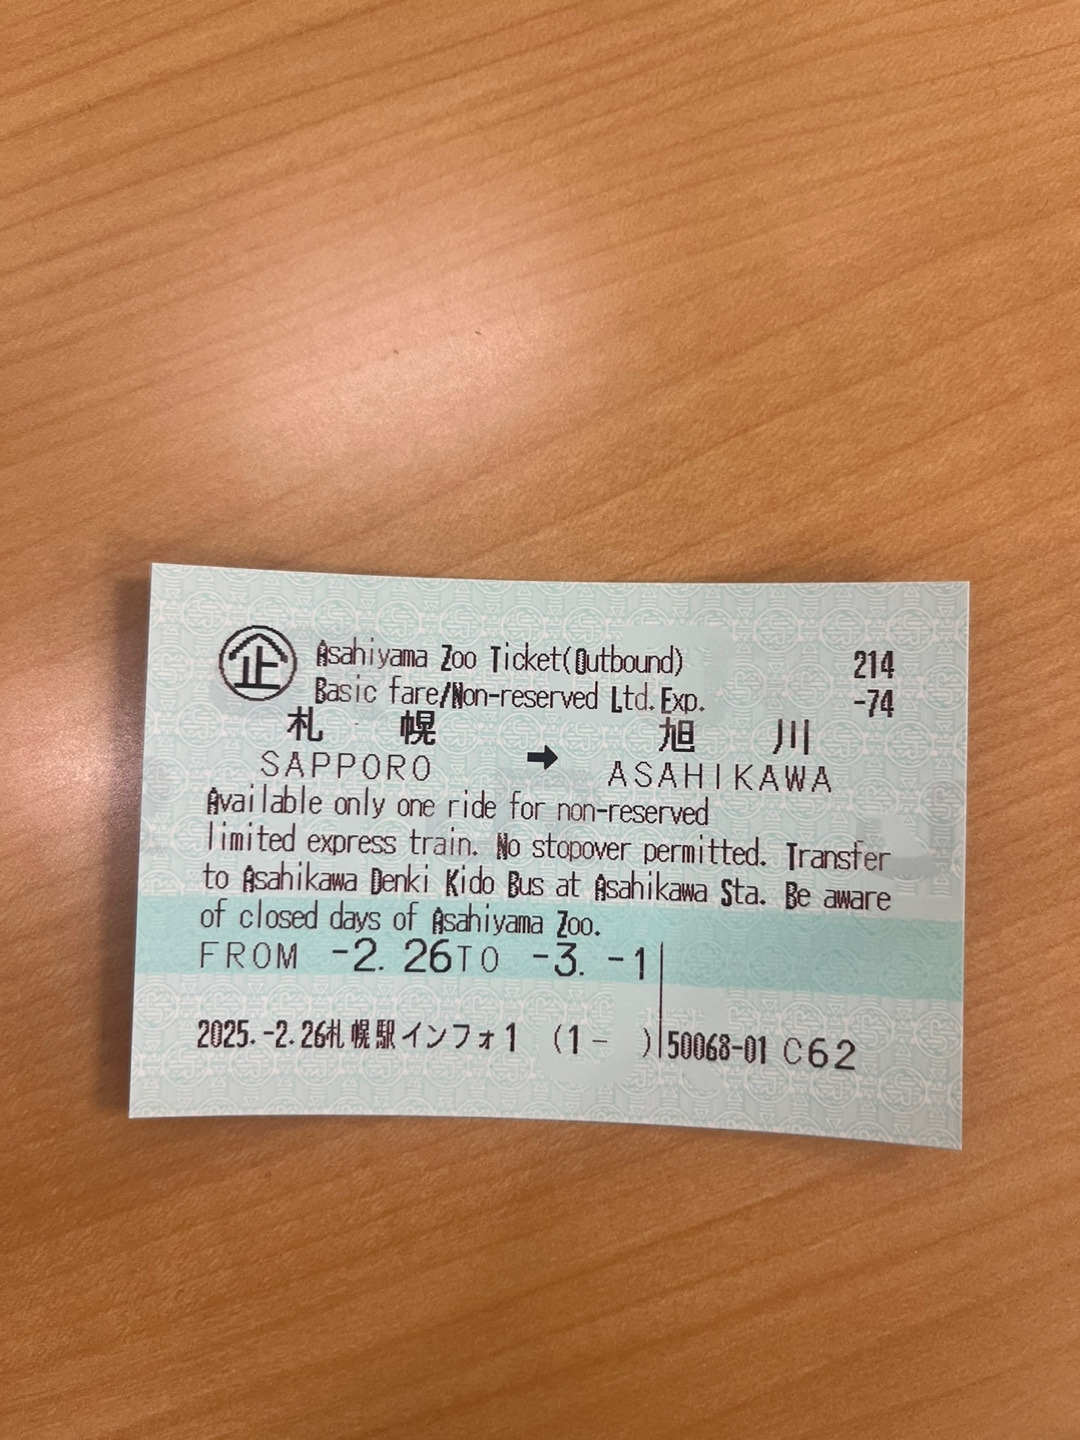 企 Asahiyama Zoo Ticket(Outbound) 214
Basic fare/Non-reserved Ltd.Exp. -74
札 幌 ➡ 旭 川
SAPPORO ASAHIKAWA
Available only one ride for non-reserved
limited express train. No stopover permitted. Transfer
to Asahikawa Denki Kido Bus at Asahikawa Sta. Be aware
of closed days of Asahiyama Zoo.
FROM -2. 26TO -3. -1
2025.-2.26札幌駅インフォ1 (1- ) 50068-01 C62